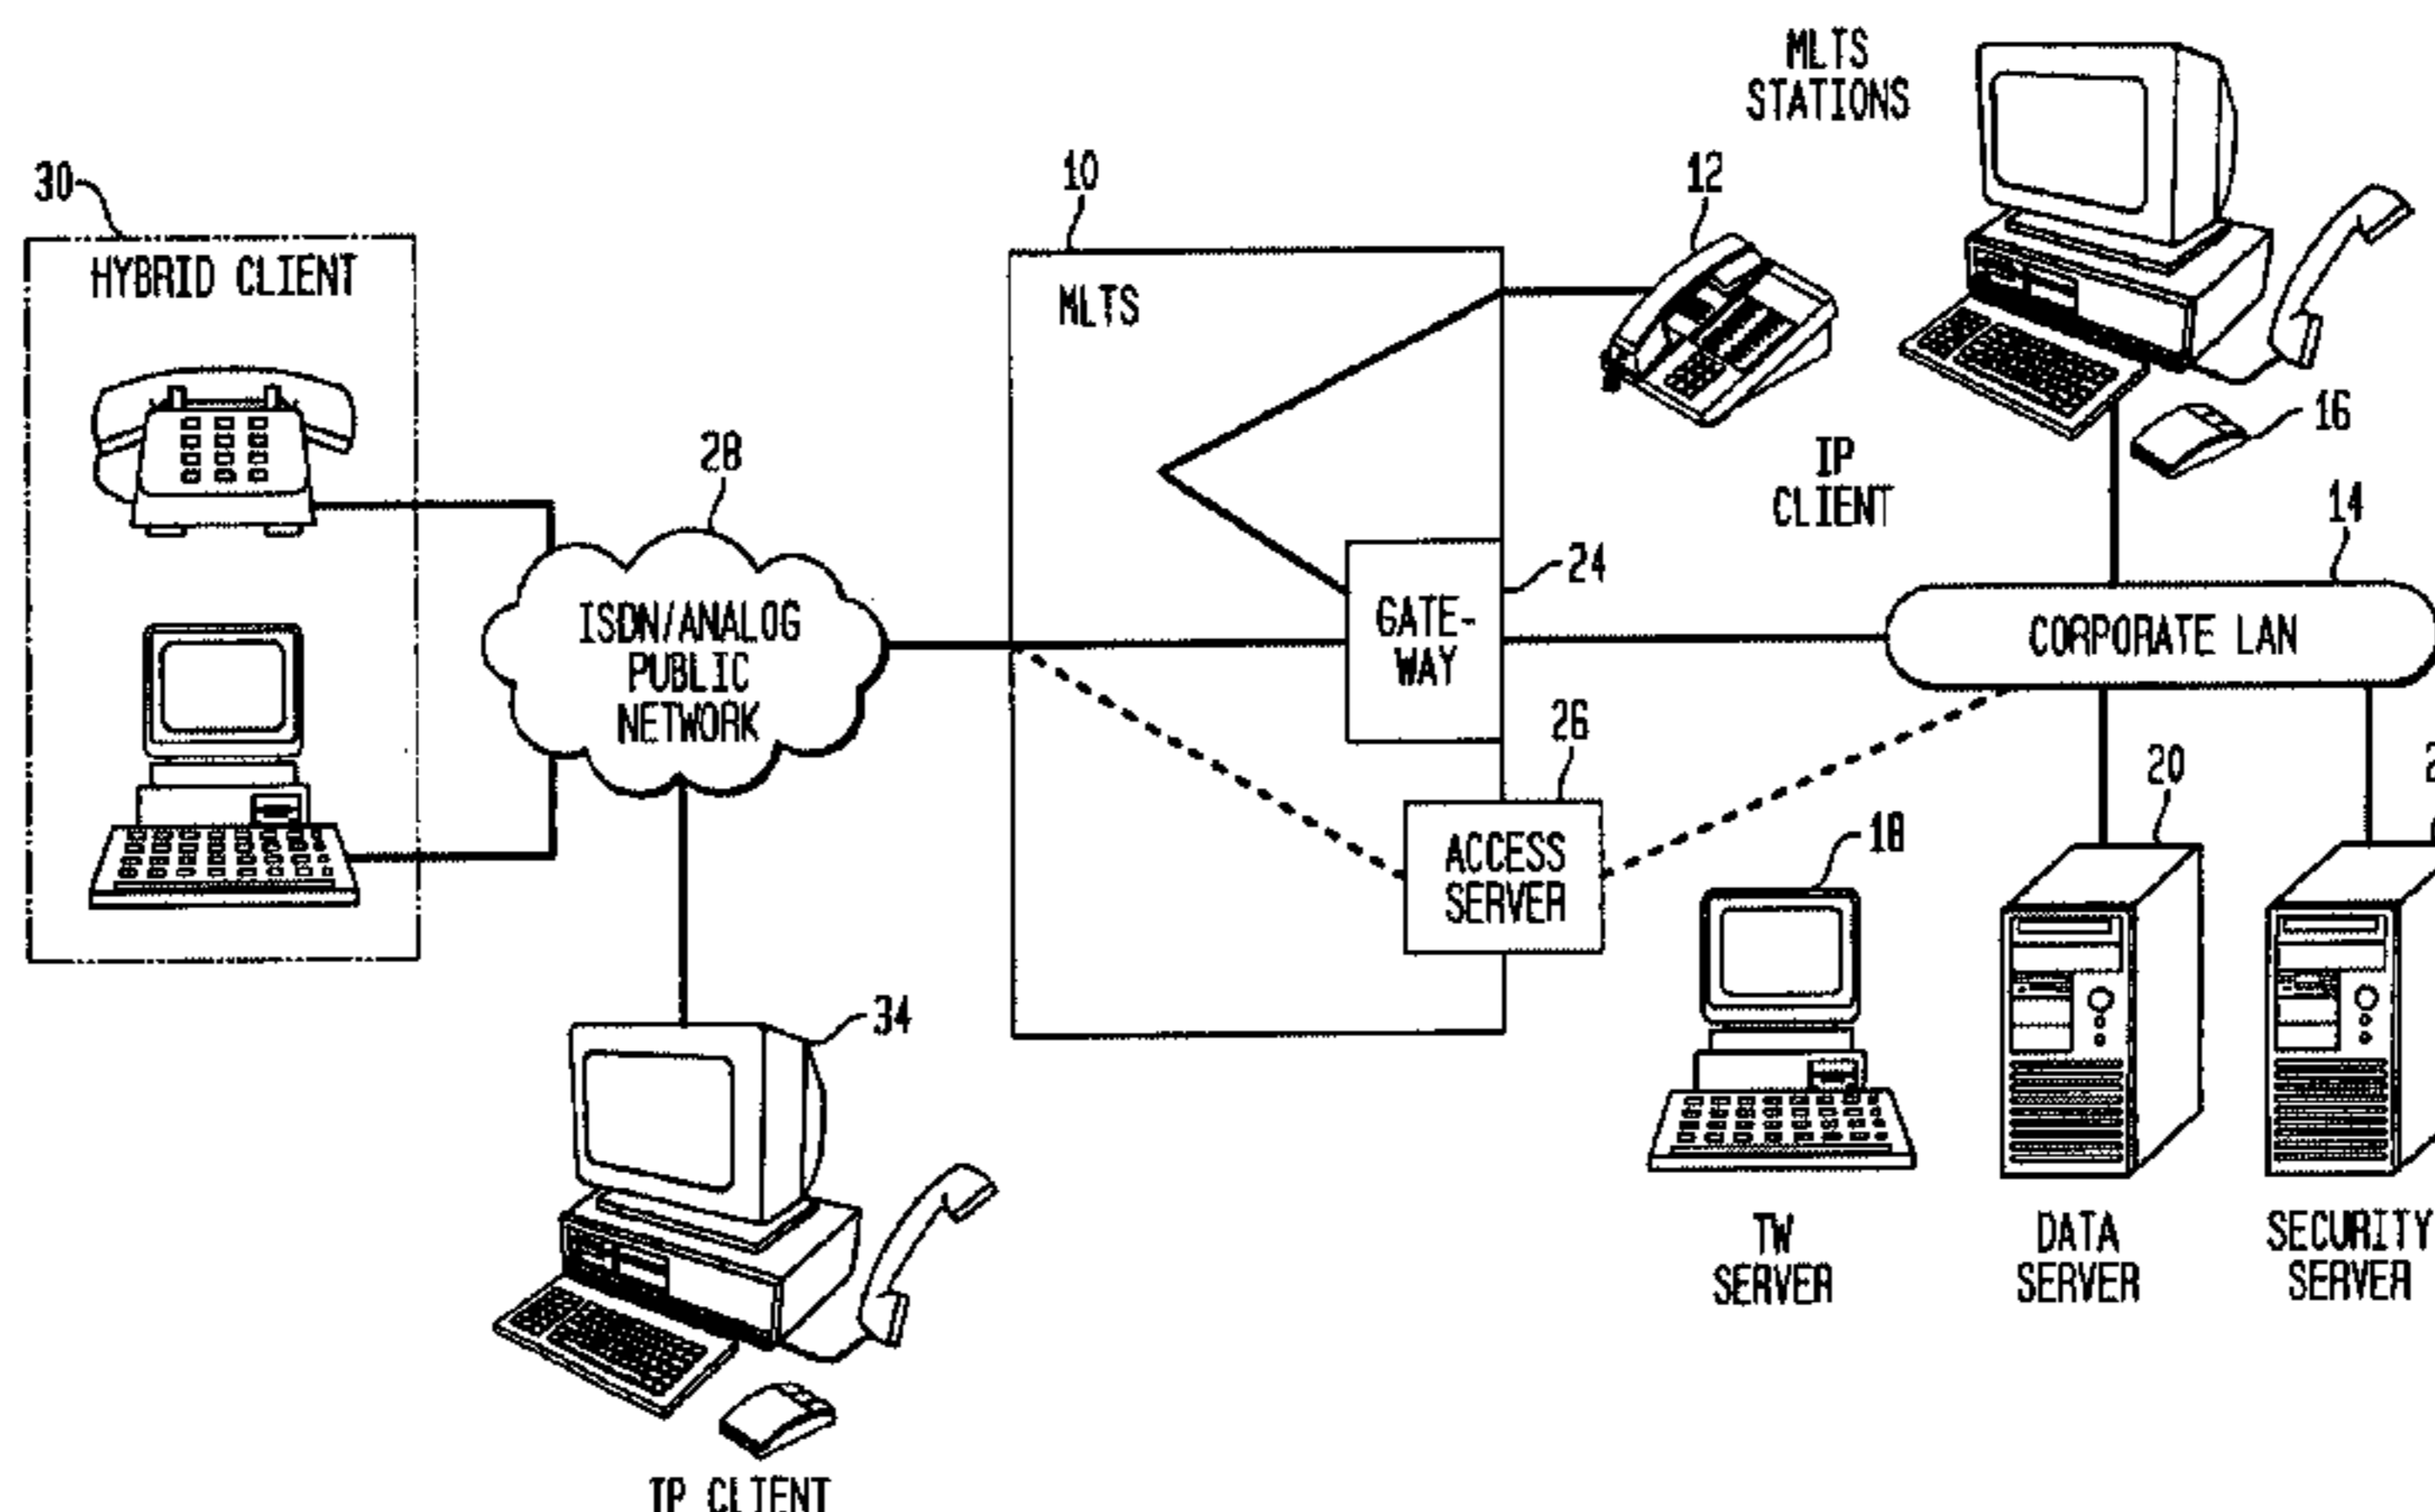 MLTS
STATIONS
30
10
12
HYBRID CLIENT
MLTS
16
28
IP
CLIENT
14
24
ISDN/ANALOG
PUBLIC
NETWORK
GATE-
WAY
CORPORATE LAN
26
20
18
ACCESS
SERVER
34
TW
SERVER
DATA
SERVER
SECURITY
SERVER
IP CLIENT